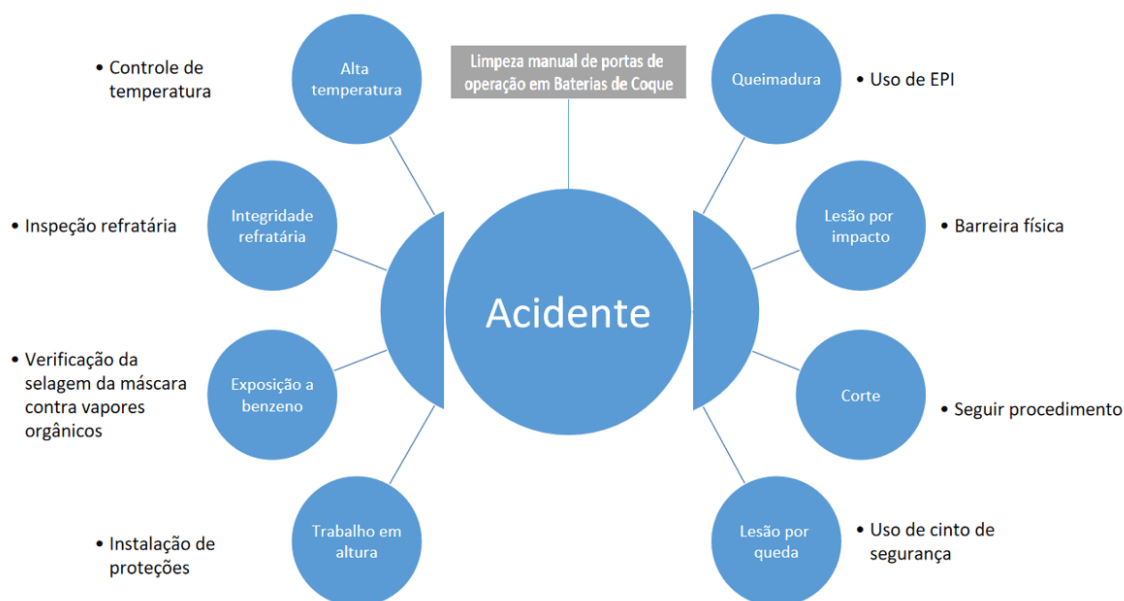 Limpeza manual de portas de
operação em Baterias de Coque
• Controle de
temperatura
Alta
temperatura
• Inspeção refratária
Integridade
refratária
• Verificação da
selagem da máscara
contra vapores
orgânicos
Exposição a
benzeno
• Instalação de
proteções
Trabalho em
altura
Acidente
Queimadura
• Uso de EPI
Lesão por
impacto
• Barreira física
Corte
• Seguir procedimento
Lesão por
queda
• Uso de cinto de
segurança